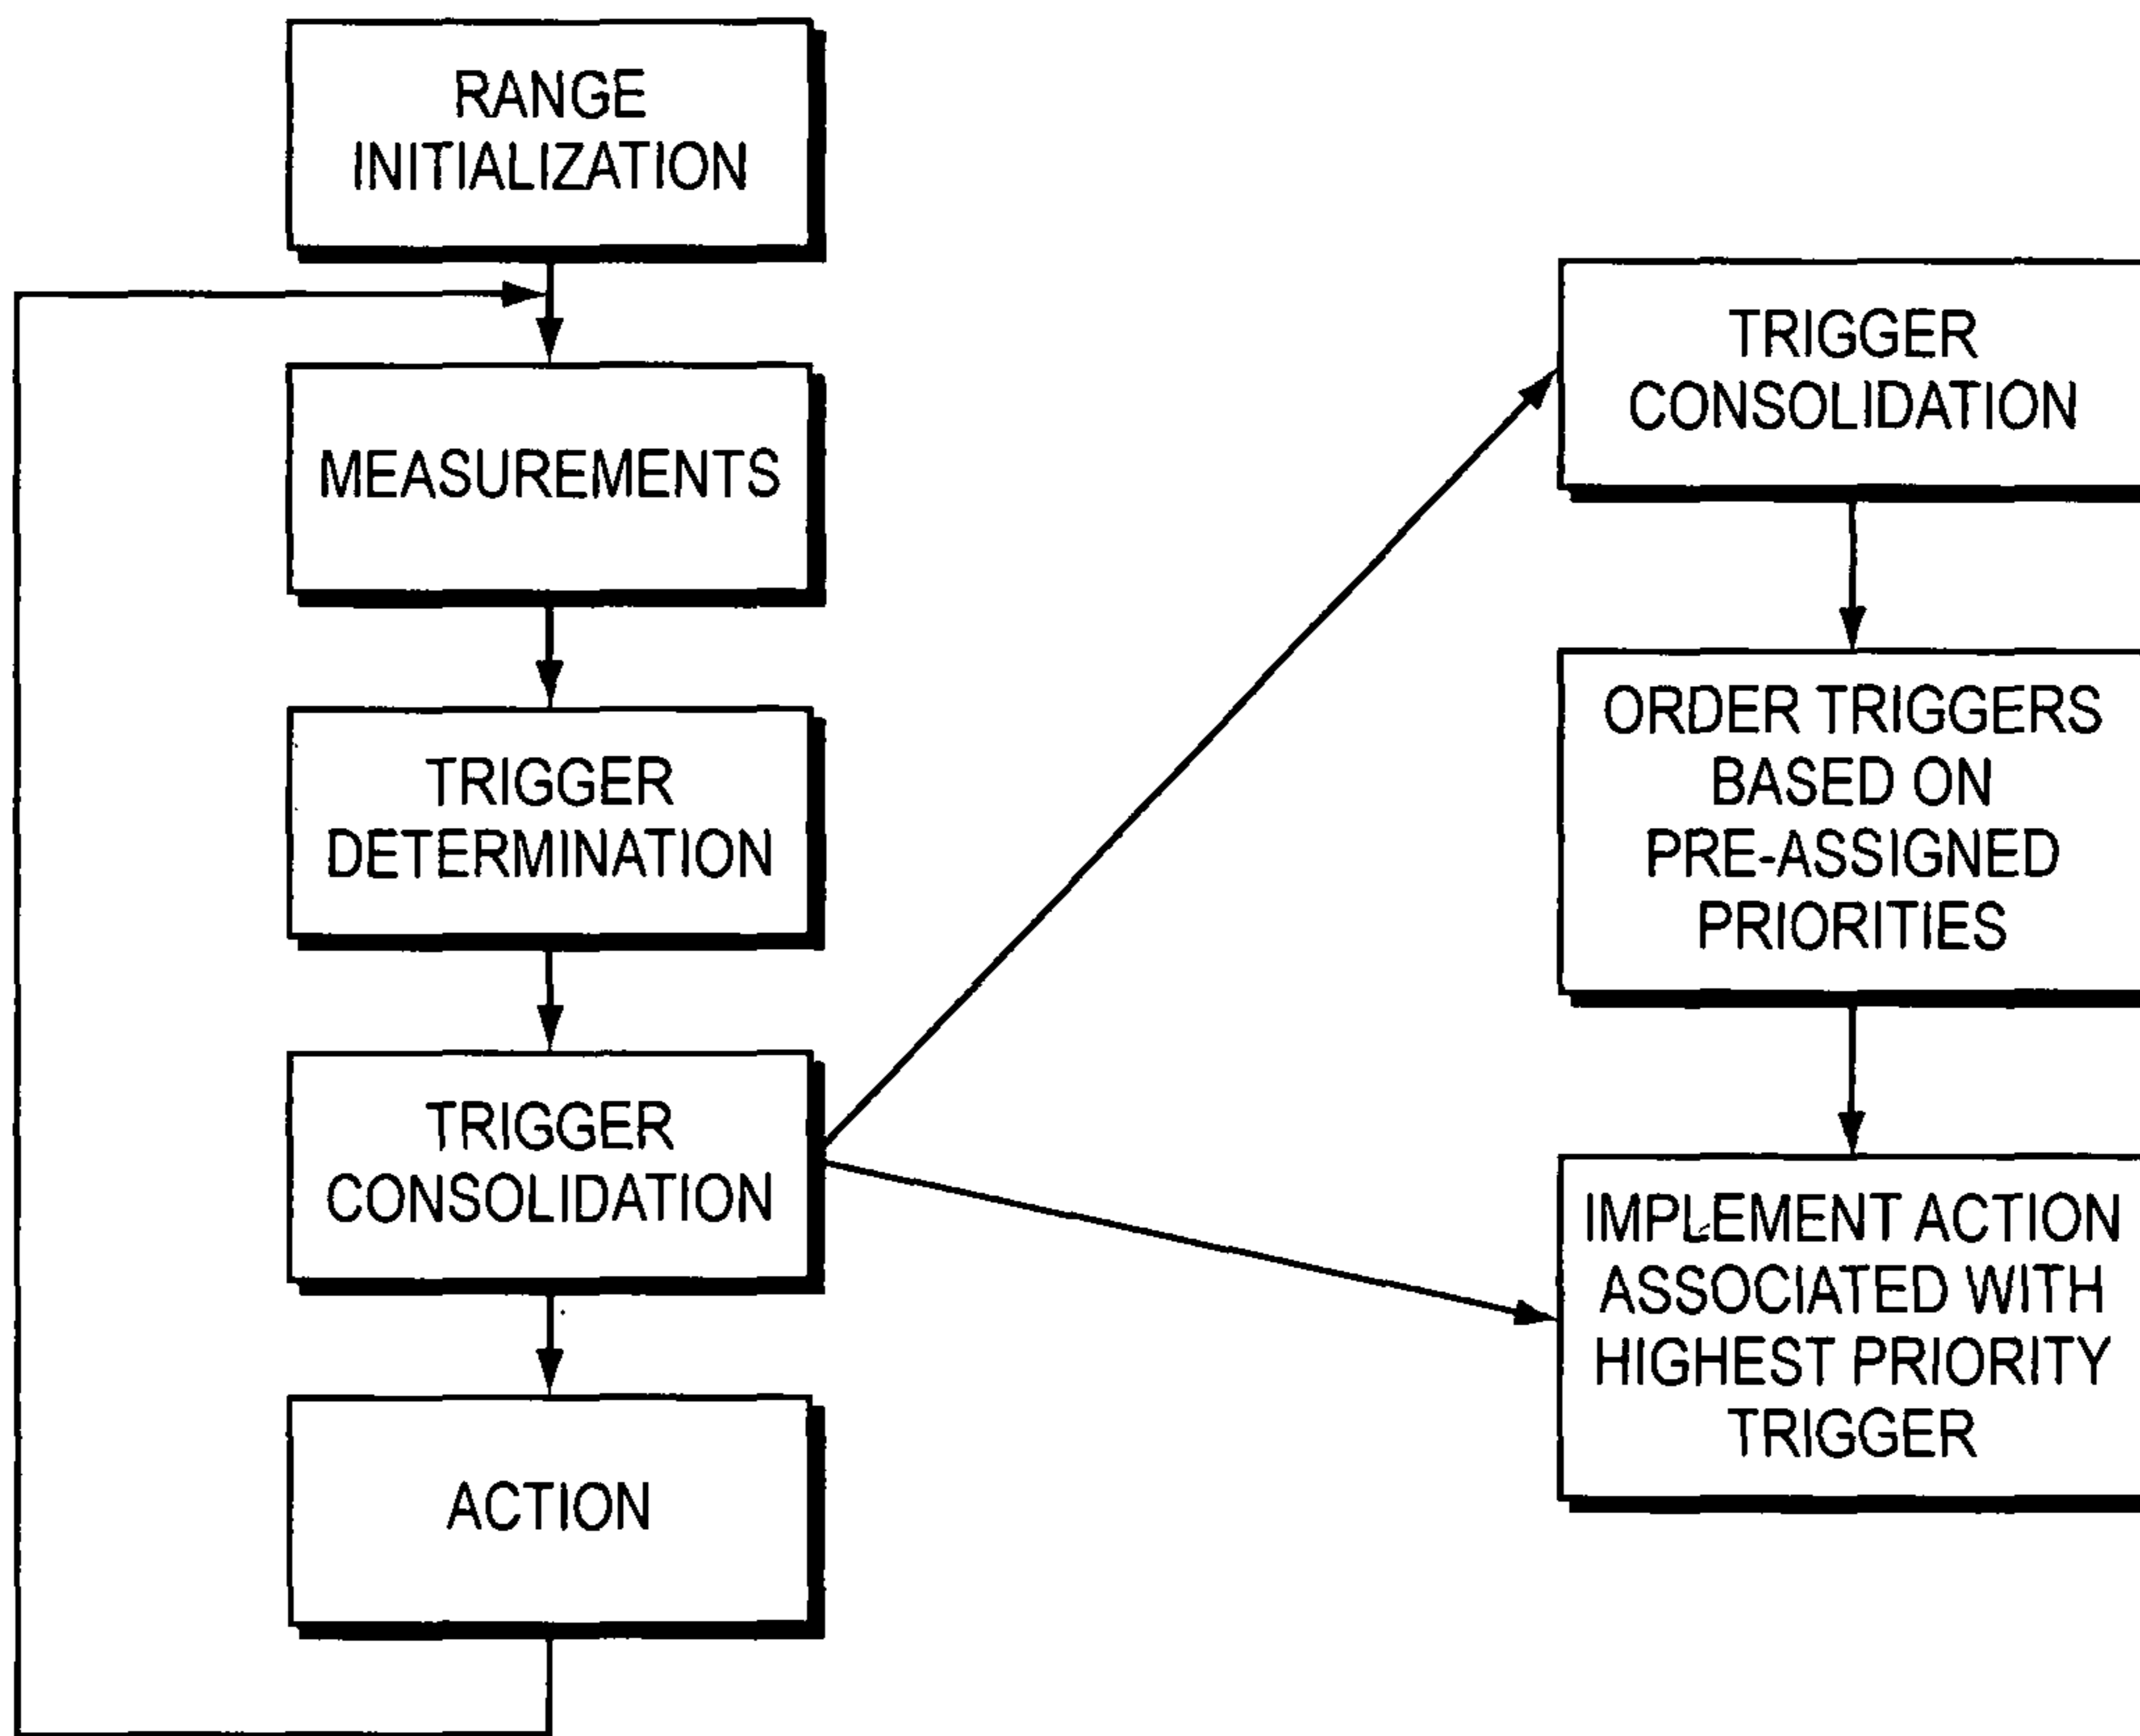 RANGE
INITIALIZATION
MEASUREMENTS
TRIGGER
DETERMINATION
TRIGGER
CONSOLIDATION
ACTION
TRIGGER
CONSOLIDATION
ORDER TRIGGERS
BASED ON
PRE-ASSIGNED
PRIORITIES
IMPLEMENT ACTION
ASSOCIATED WITH
HIGHEST PRIORITY
TRIGGER